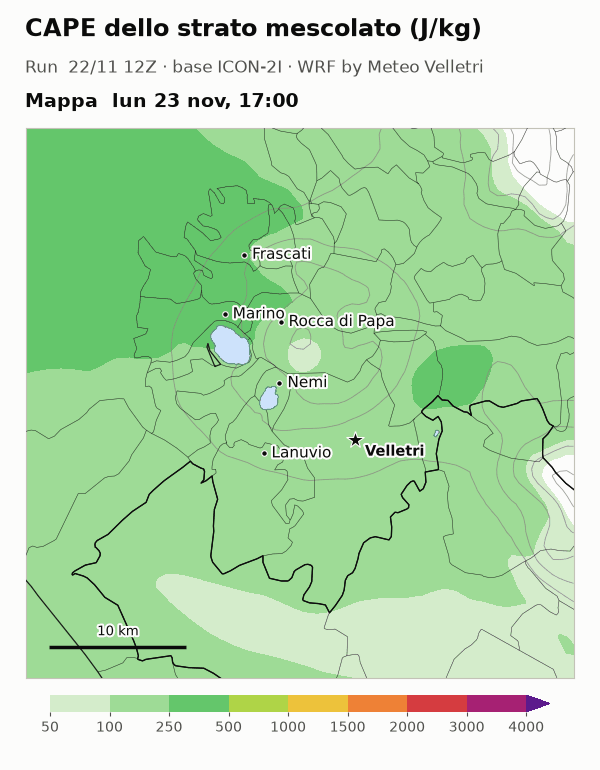 CAPE dello strato mescolato (J/kg)
Run  22/11 12Z · base ICON-2I · WRF by Meteo Velletri
Mappa  lun 23 nov, 17:00
Frascati
Marino
Rocca di Papa
Nemi
Velletri
Lanuvio
10 km
50 100 250 500 1000 1500 2000 3000 4000